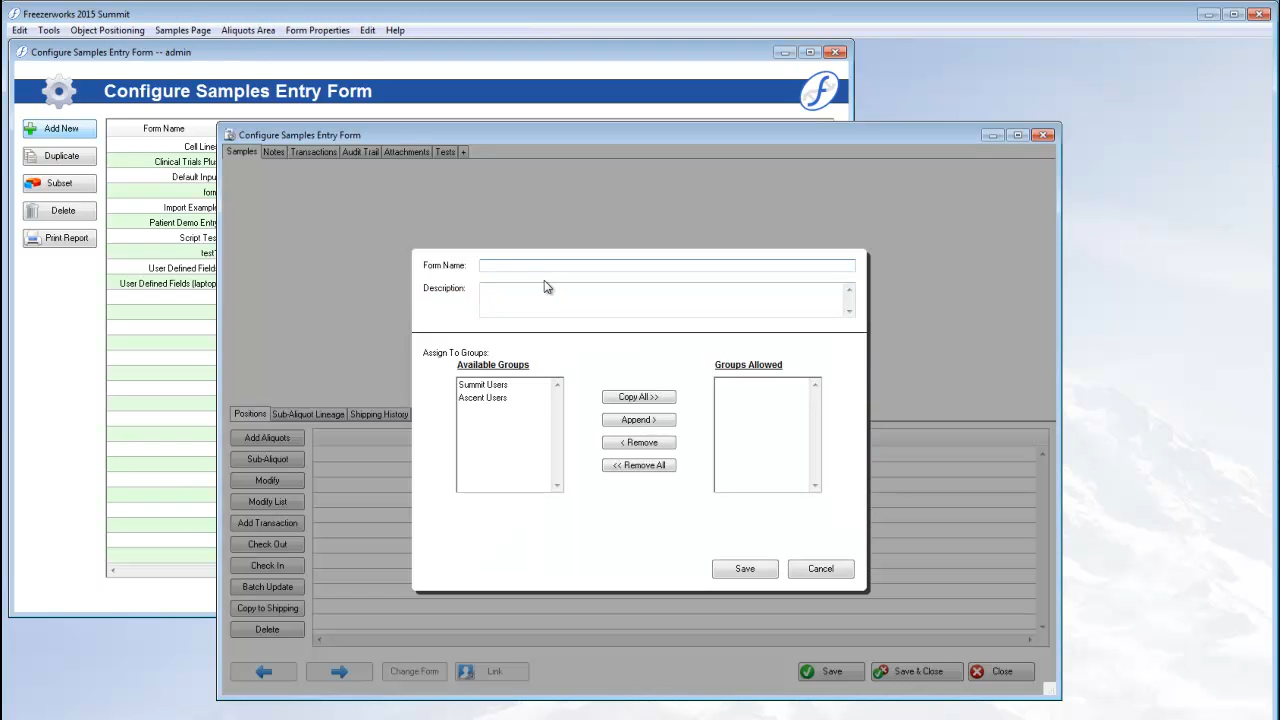 Freezerworks 2015 Summit
Edit Tools Object Positioning Samples Page Aliquots Area Form Properties Edit Help
Configure Samples Entry Form -- admin
Configure Samples Entry Form
Add New
Duplicate
Subset
Delete
Print Report
Form Name
Cell Line
Clinical Trials Plu
Default Inpu
Import Example
Patient Demo Entr
Script Tes
User Defined Fields
User Defined Fields (laptop
Configure Samples Entry Form
Samples Notes Transactions Audit Trail Attachments Tests +
Form Name:
Description:
Assign To Groups:
Available Groups
Groups Allowed
Summit Users
Ascent Users
Copy All >>
Append >
< Remove
<< Remove All
Save Cancel
Positions Sub-Aliquot Lineage Shipping History
Add Aliquots
Sub-Aliquot
Modify
Modify List
Add Transaction
Check Out
Check In
Batch Update
Copy to Shipping
Delete
Change Form Link Save Save & Close Close